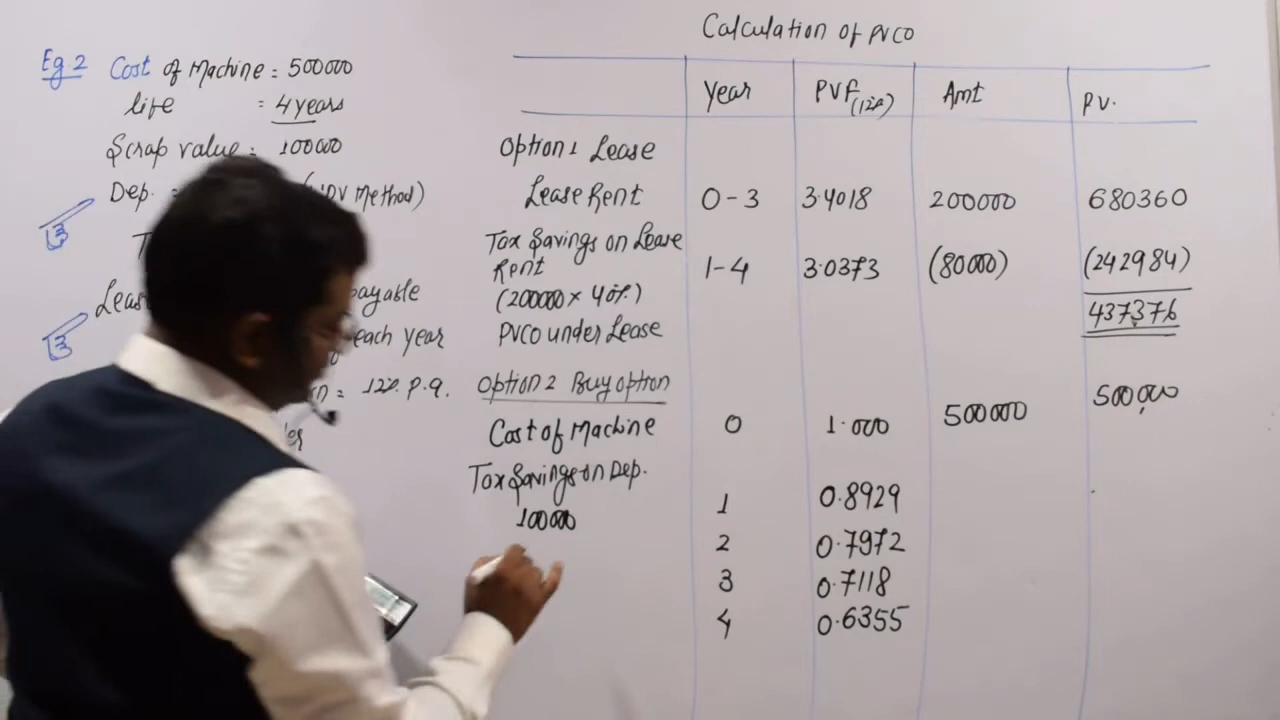 Calculation of PVCO
Eg 2 Cost of Machine = 500000
life = 4 years
Scrap value = 100000
Dep. = (WDV Method)
T
Leas payable
each year
n = 12% p.a.
Year PVF (12%) Amt PV.
Option 1 Lease
Lease Rent 0-3 3.4018 200000 680360
Tax Savings on Lease
Rent 1-4 3.0373 (80000) (242984)
(200000 x 40%)
437376
PVCO under Lease
Option 2 Buy option
Cost of Machine 0 1.000 500000 500,000
Tax Savings on Dep.
1 0.8929
100000
2 0.7972
3 0.7118
4 0.6355